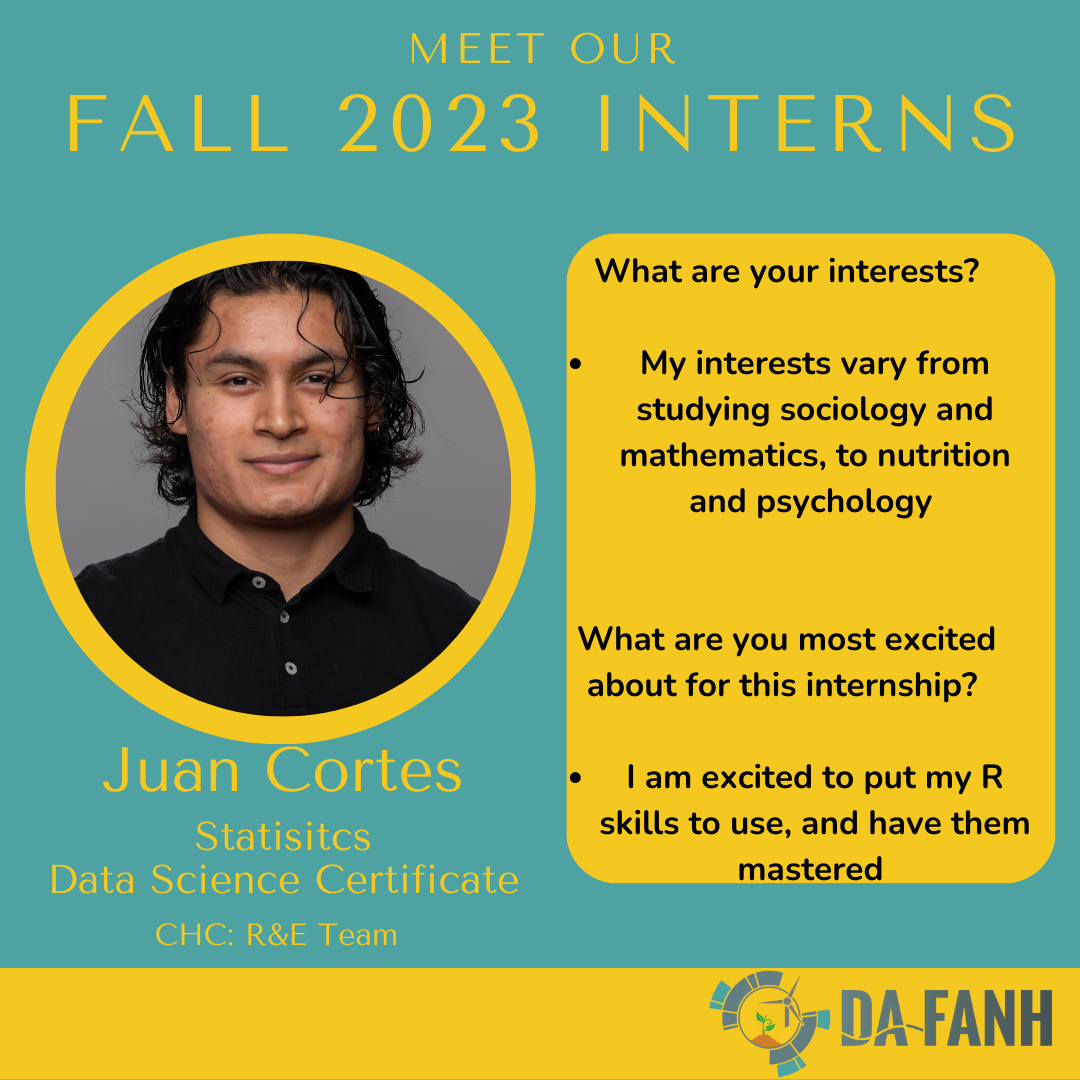 MEET OUR
FALL 2023 INTERNS
What are your interests?
• My interests vary from
studying sociology and
mathematics, to nutrition
and psychology
What are you most excited
about for this internship?
• I am excited to put my R
skills to use, and have them
mastered
Juan Cortes
Statisitcs
Data Science Certificate
CHC: R&E Team
DA-FANH